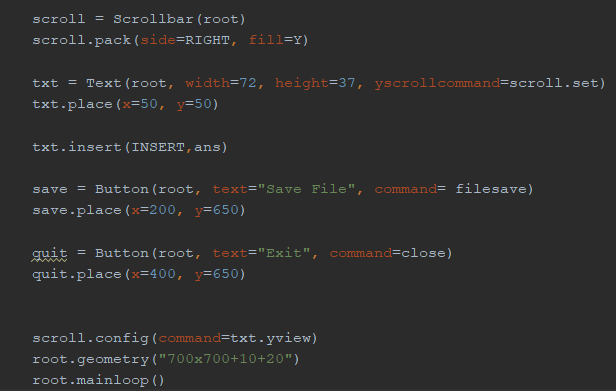 scroll = Scrollbar(root)
scroll.pack(side=RIGHT, fill=Y)
txt = Text(root, width=72, height=37, yscrollcommand=scroll.set)
txt.place(x=50, y=50)
txt.insert(INSERT,ans)
save = Button(root, text="Save File", command= filesave)
save.place(x=200, y=650)
quit = Button(root, text="Exit", command=close)
quit.place(x=400, y=650)
scroll.config(command=txt.yview)
root.geometry("700x700+10+20")
root.mainloop()